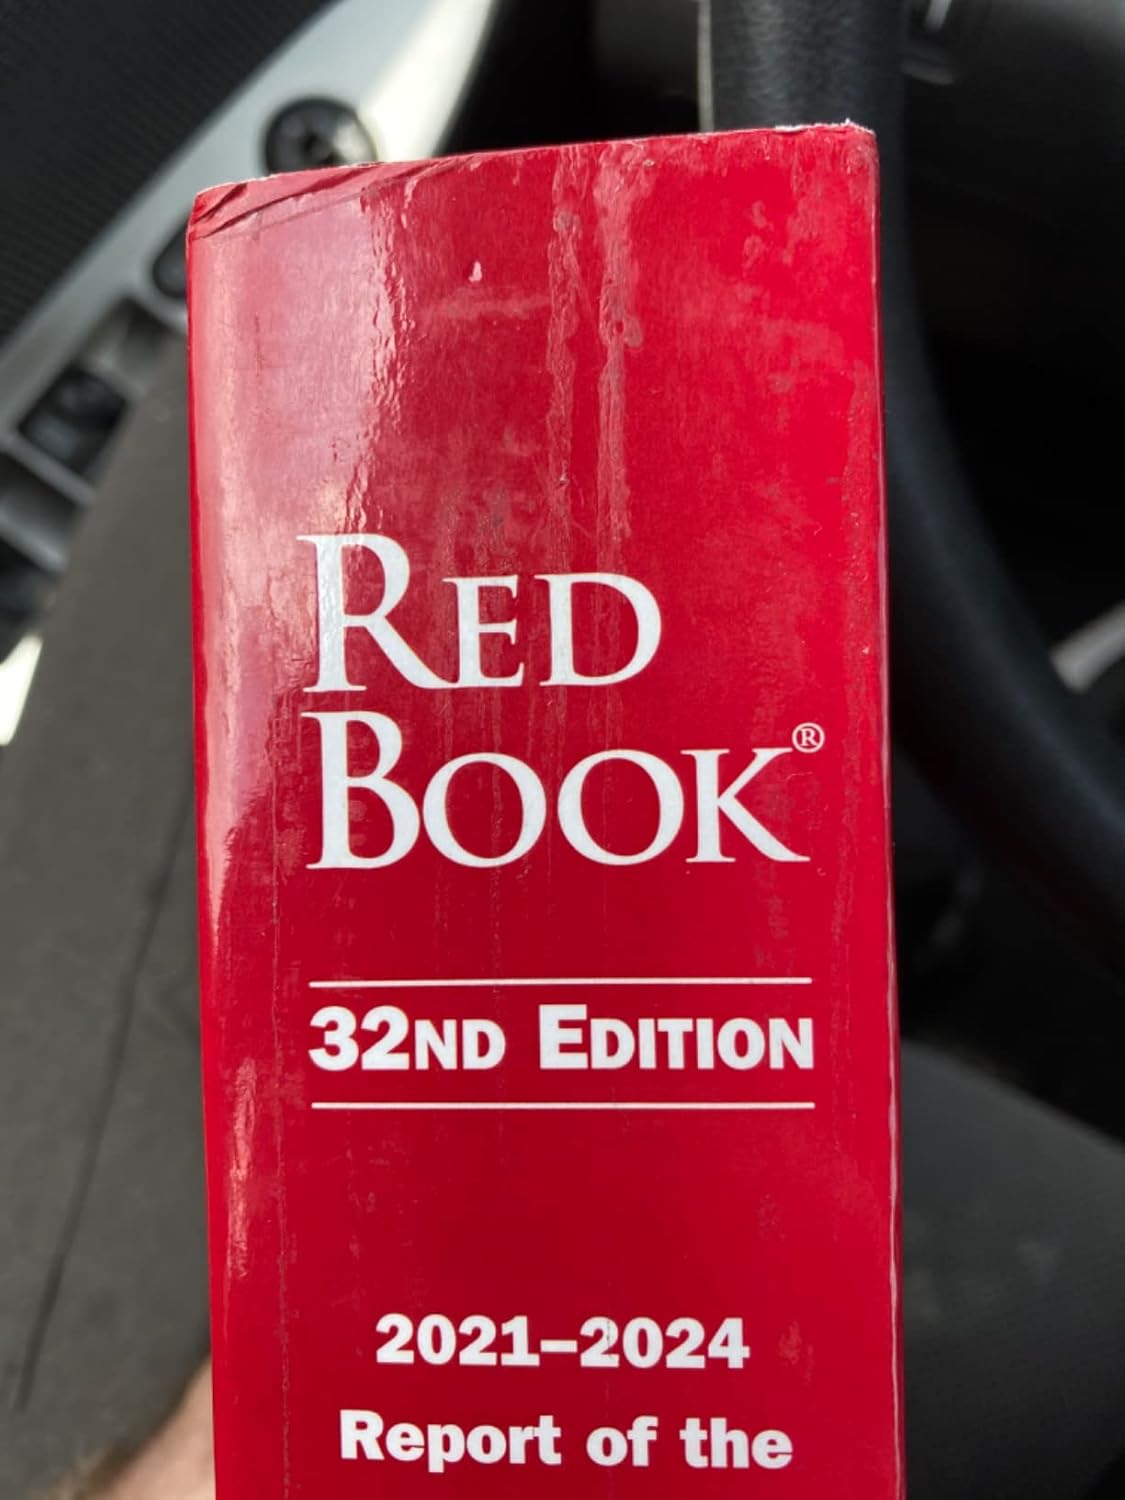 RED
BOOK®
32ND EDITION
2021–2024
Report of the